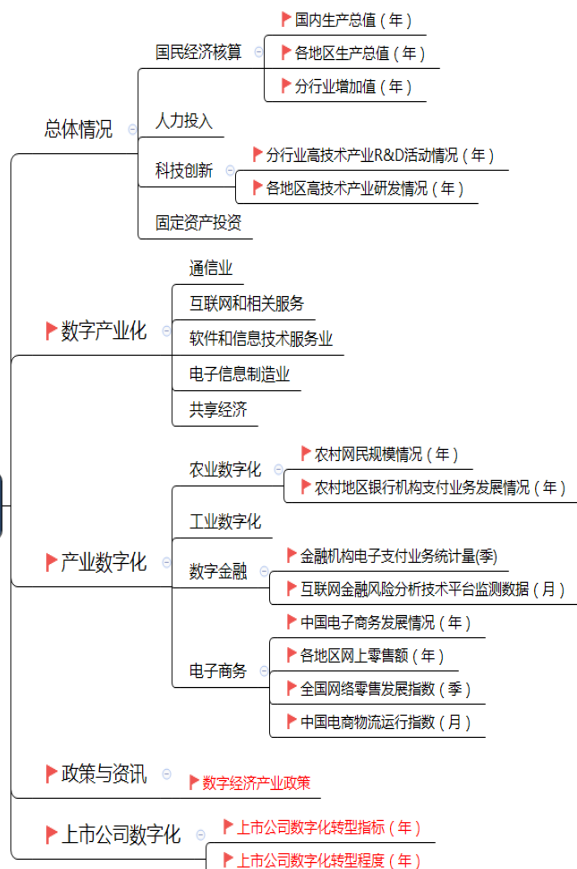 总体情况
国民经济核算
国内生产总值（年）
各地区生产总值（年）
分行业增加值（年）
人力投入
科技创新
分行业高技术产业R&D活动情况（年）
各地区高技术产业研发情况（年）
固定资产投资
数字产业化
通信业
互联网和相关服务
软件和信息技术服务业
电子信息制造业
共享经济
产业数字化
农业数字化
农村网民规模情况（年）
农村地区银行机构支付业务发展情况（年）
工业数字化
数字金融
金融机构电子支付业务统计量(季)
互联网金融风险分析技术平台监测数据（月）
电子商务
中国电子商务发展情况（年）
各地区网上零售额（年）
全国网络零售发展指数（季）
中国电商物流运行指数（月）
政策与资讯
数字经济产业政策
上市公司数字化
上市公司数字化转型指标（年）
上市公司数字化转型程度（年）